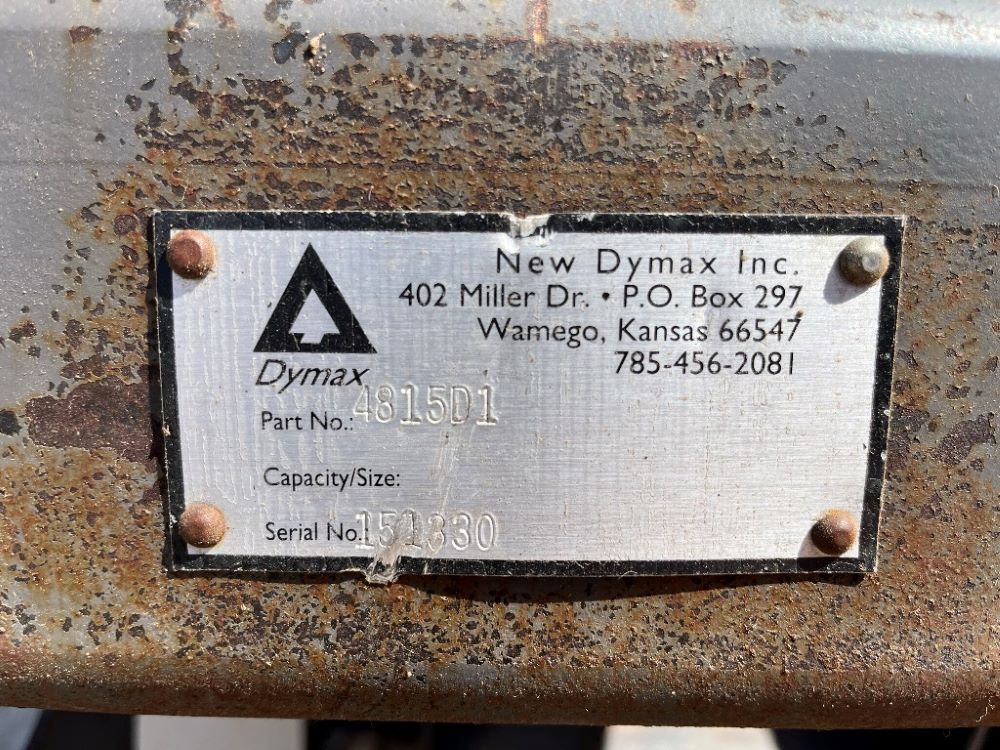 New Dymax Inc.
402 Miller Dr. • P.O. Box 297
Wamego, Kansas 66547
785-456-2081
Dymax
Part No.: 4815D1
Capacity/Size:
Serial No.: